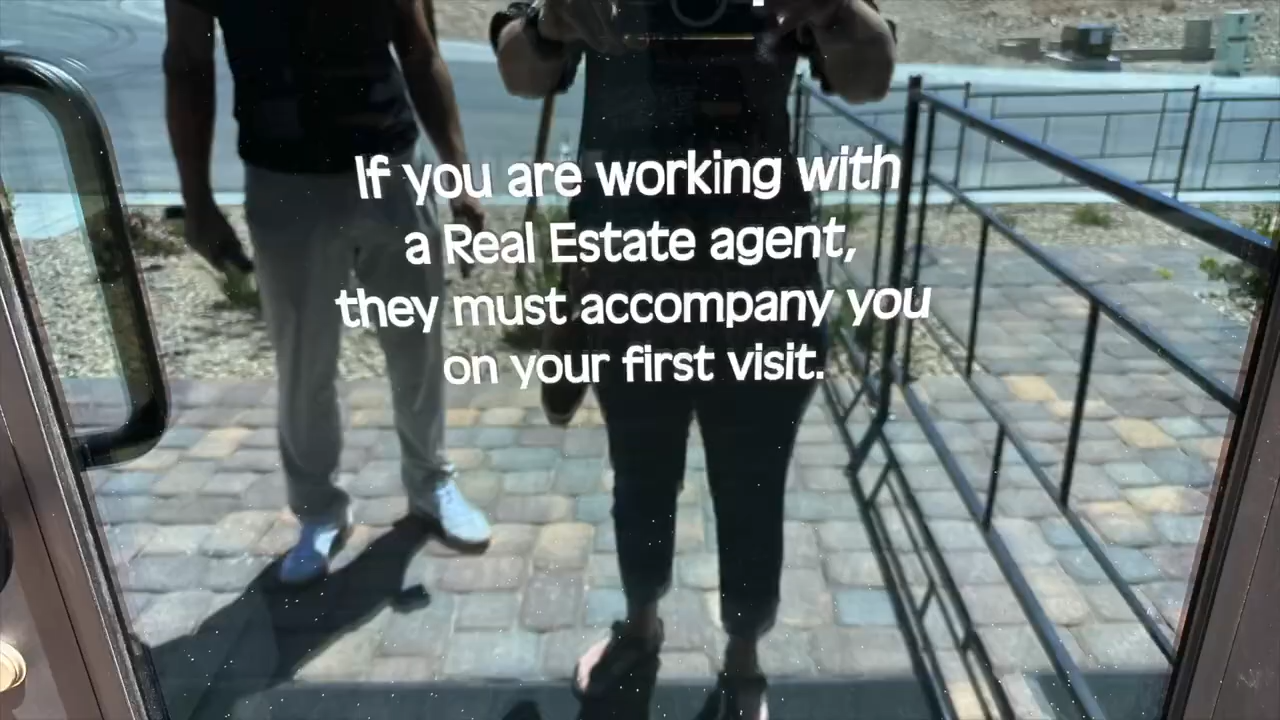 If you are working with
a Real Estate agent,
they must accompany you
on your first visit.